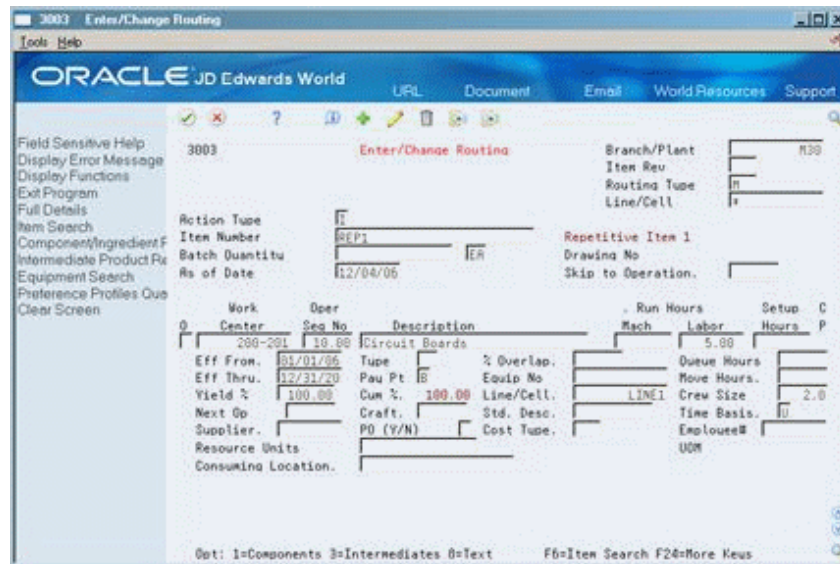 3003 Enter/Change Routing
Tools Help
ORACLE JD Edwards World
URL Document Email World Resources Support
Field Sensitive Help
Display Error Message
Display Functions
Exit Program
Full Details
Item Search
Component/Ingredient F
Intermediate Product Re
Equipment Search
Preference Profiles Que
Clear Screen
3003 Enter/Change Routing Branch/Plant M30
Item Rev
Routing Type M
Line/Cell *
Action Type I
Item Number REP1 Repetitive Item 1
Batch Quantity EA Drawing No
As of Date 12/04/06 Skip to Operation.
Work Oper . Run Hours Setup C
O Center Seq No Description Mach Labor Hours P
200-201 10.00 Circuit Boards 5.00
Eff From. 01/01/06 Type % Overlap. Queue Hours
Eff Thru. 12/31/20 Pay Pt B Equip No Move Hours.
Yield % 100.00 Cum %. 100.00 Line/Cell. LINE1 Crew Size 2.0
Next Op Craft. Std. Desc. Time Basis. U
Supplier. PO (Y/N) Cost Type. Employee#
Resource Units UOM
Consuming Location.
Opt: 1=Components 3=Intermediates 8=Text F6=Item Search F24=More Keys